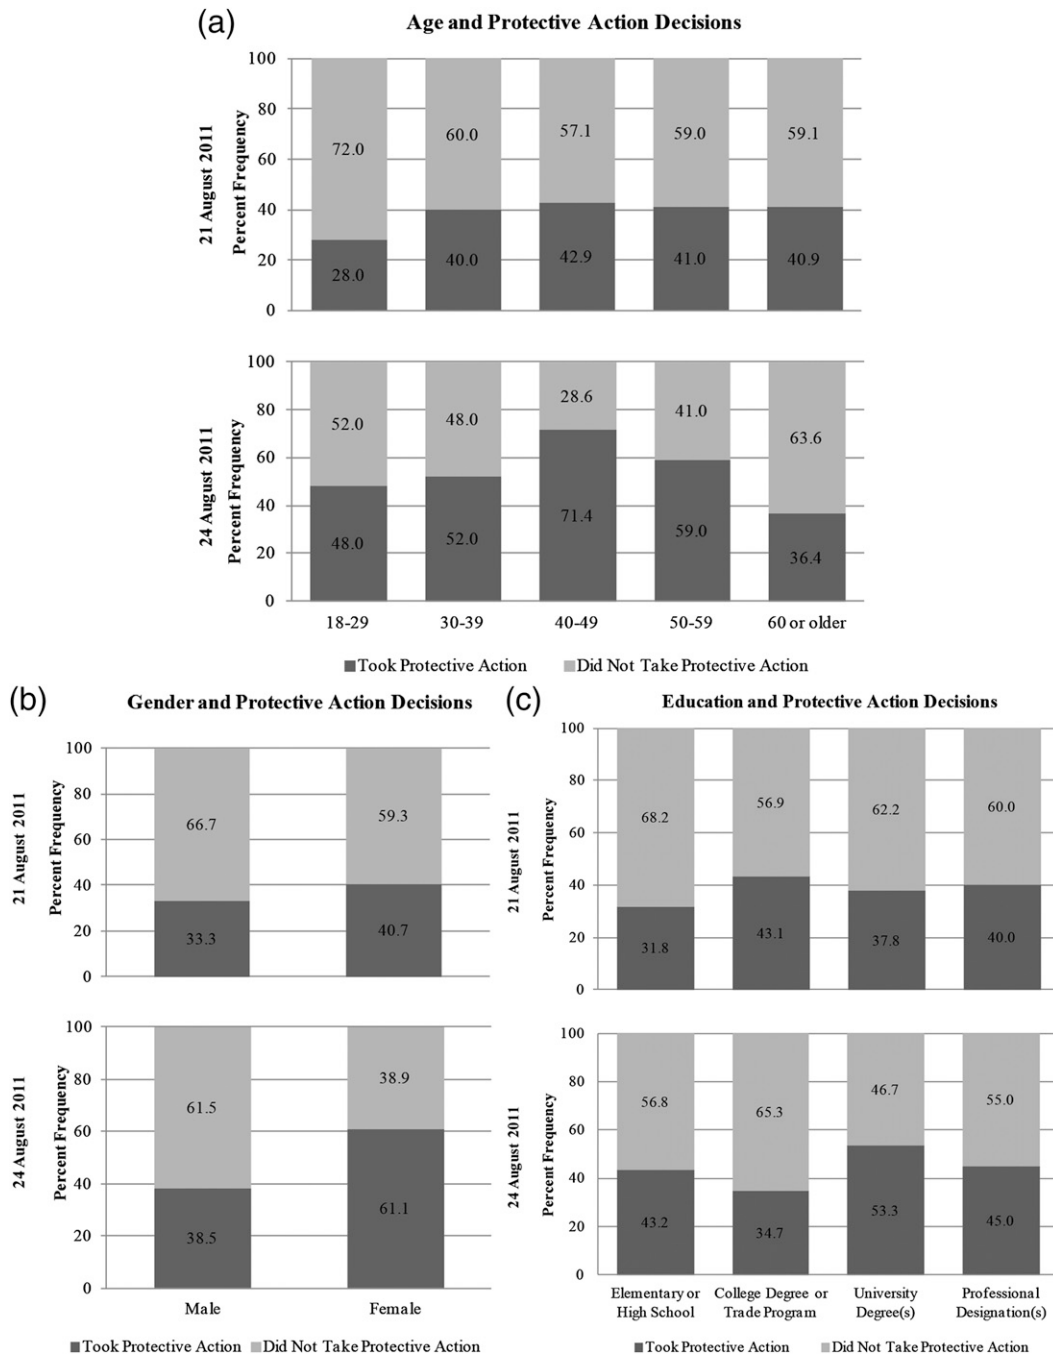 (a)
Age and Protective Action Decisions
21 August 2011
Percent Frequency
100
80
60
40
20
0
72.0 60.0 57.1 59.0 59.1
28.0 40.0 42.9 41.0 40.9
24 August 2011
Percent Frequency
100
80
60
40
20
0
52.0 48.0 28.6 41.0 63.6
48.0 52.0 71.4 59.0 36.4
18-29 30-39 40-49 50-59 60 or older
Took Protective Action Did Not Take Protective Action
(b)
Gender and Protective Action Decisions
21 August 2011
Percent Frequency
100
80
60
40
20
0
66.7 59.3
33.3 40.7
24 August 2011
Percent Frequency
100
80
60
40
20
0
61.5 38.9
38.5 61.1
Male Female
Took Protective Action Did Not Take Protective Action
(c)
Education and Protective Action Decisions
21 August 2011
Percent Frequency
100
80
60
40
20
0
68.2 56.9 62.2 60.0
31.8 43.1 37.8 40.0
24 August 2011
Percent Frequency
100
80
60
40
20
0
56.8 65.3 46.7 55.0
43.2 34.7 53.3 45.0
Elementary or College Degree or University Professional
High School Trade Program Degree(s) Designation(s)
Took Protective Action Did Not Take Protective Action